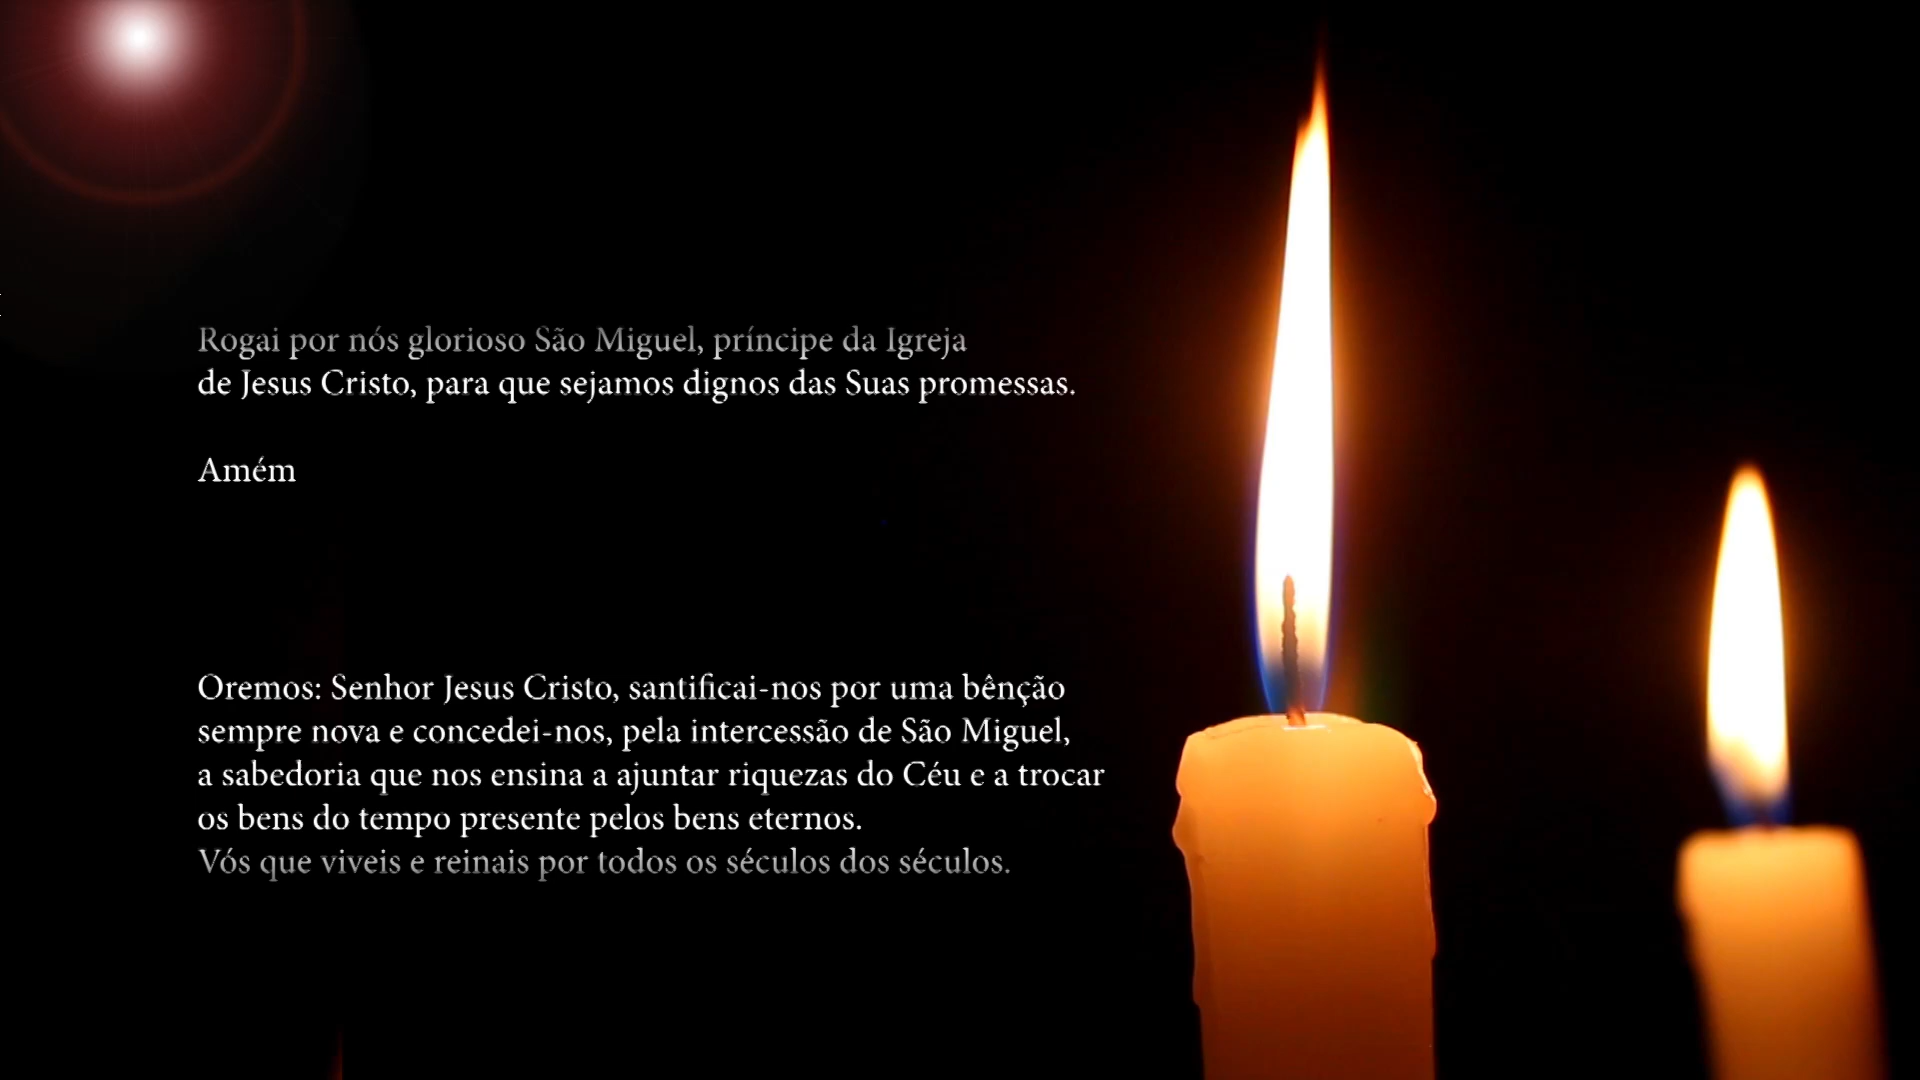 Rogai por nós glorioso São Miguel, príncipe da Igreja
de Jesus Cristo, para que sejamos dignos das Suas promessas.
Amém
Oremos: Senhor Jesus Cristo, santificai-nos por uma bênção
sempre nova e concedei-nos, pela intercessão de São Miguel,
a sabedoria que nos ensina a ajuntar riquezas do Céu e a trocar
os bens do tempo presente pelos bens eternos.
Vós que viveis e reinais por todos os séculos dos séculos.